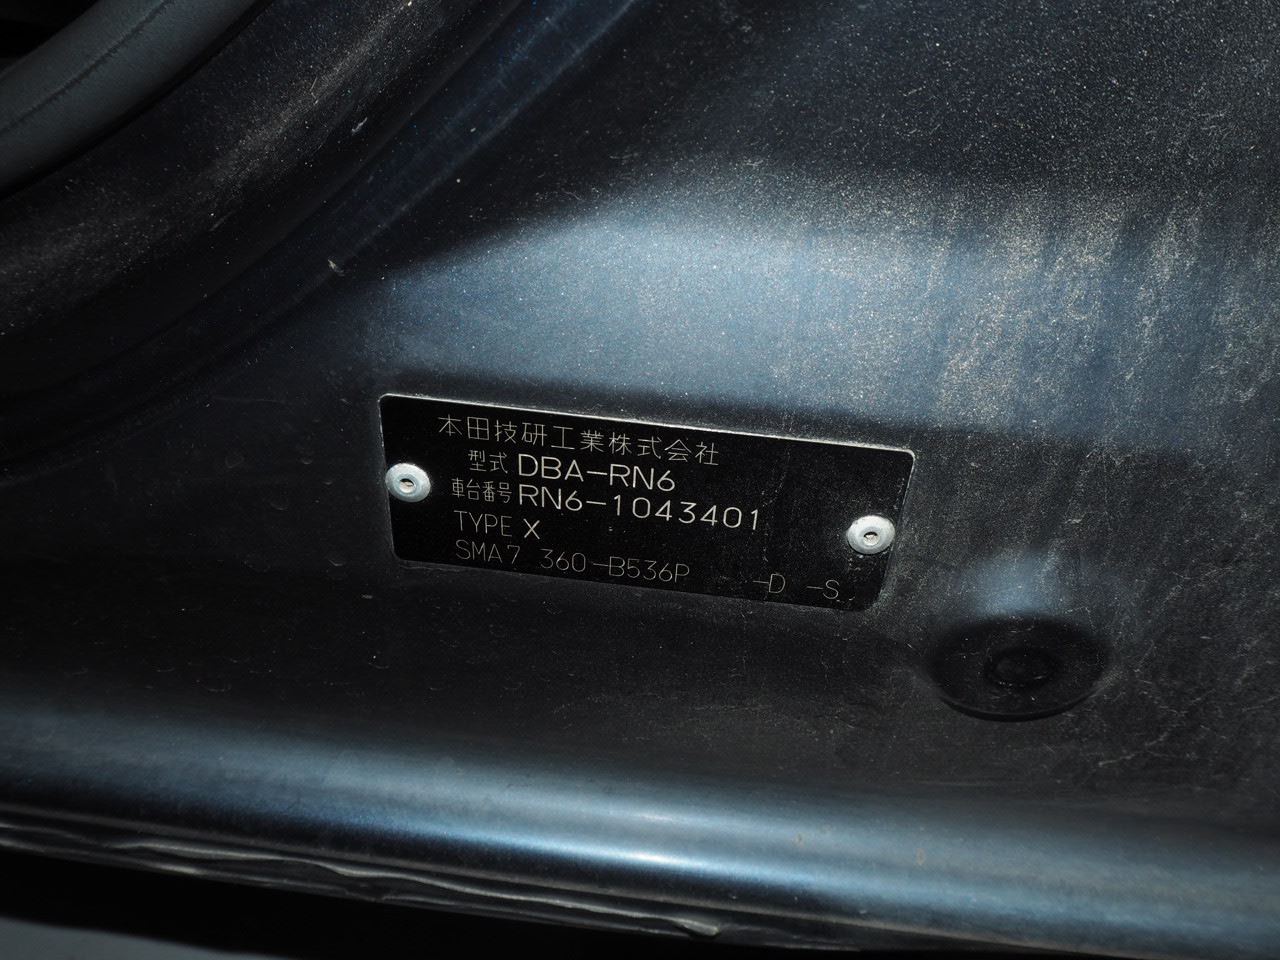 本田技研工業株式会社
型式 DBA-RN6
車台番号 RN6-1043401
TYPE X
SMA7 360-B536P -D -S